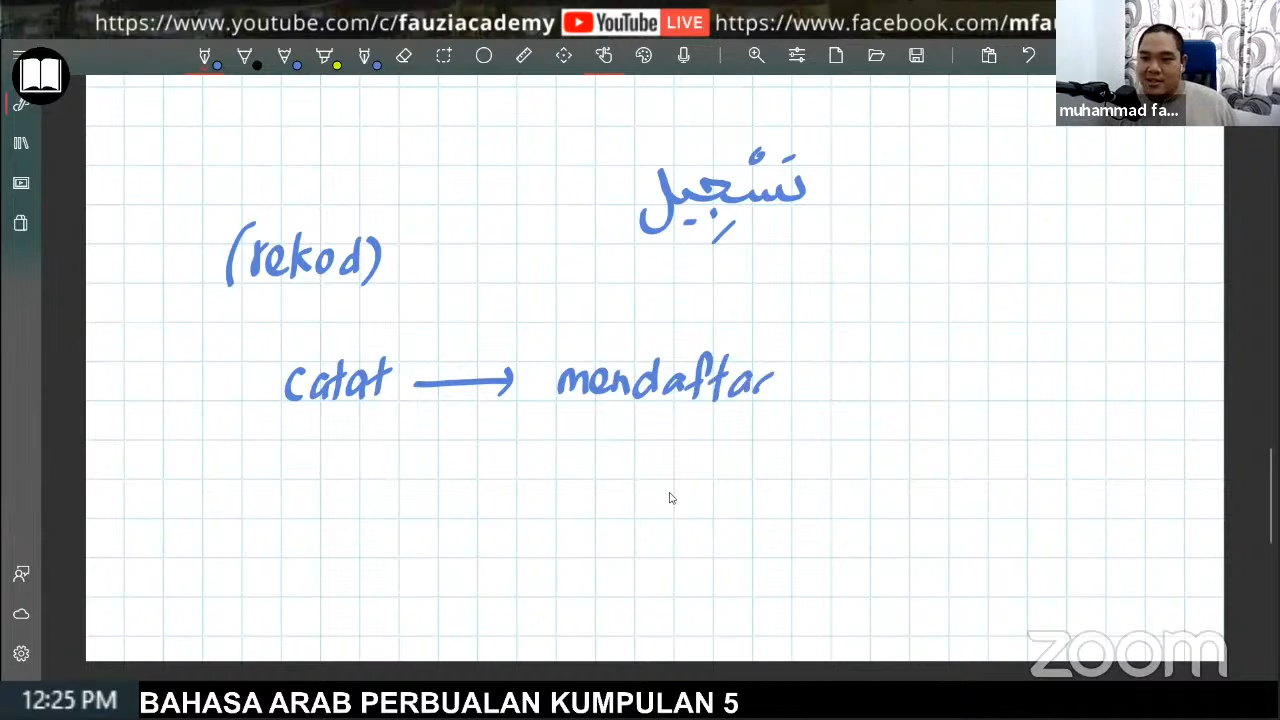 https://www.youtube.com/c/fauziacademy YouTube LIVE https://www.facebook.com/mfau
muhammad fa...
تَسْجِيل
(rekod)
catat → mendaftar
zoom
12:25 PM BAHASA ARAB PERBUALAN KUMPULAN 5